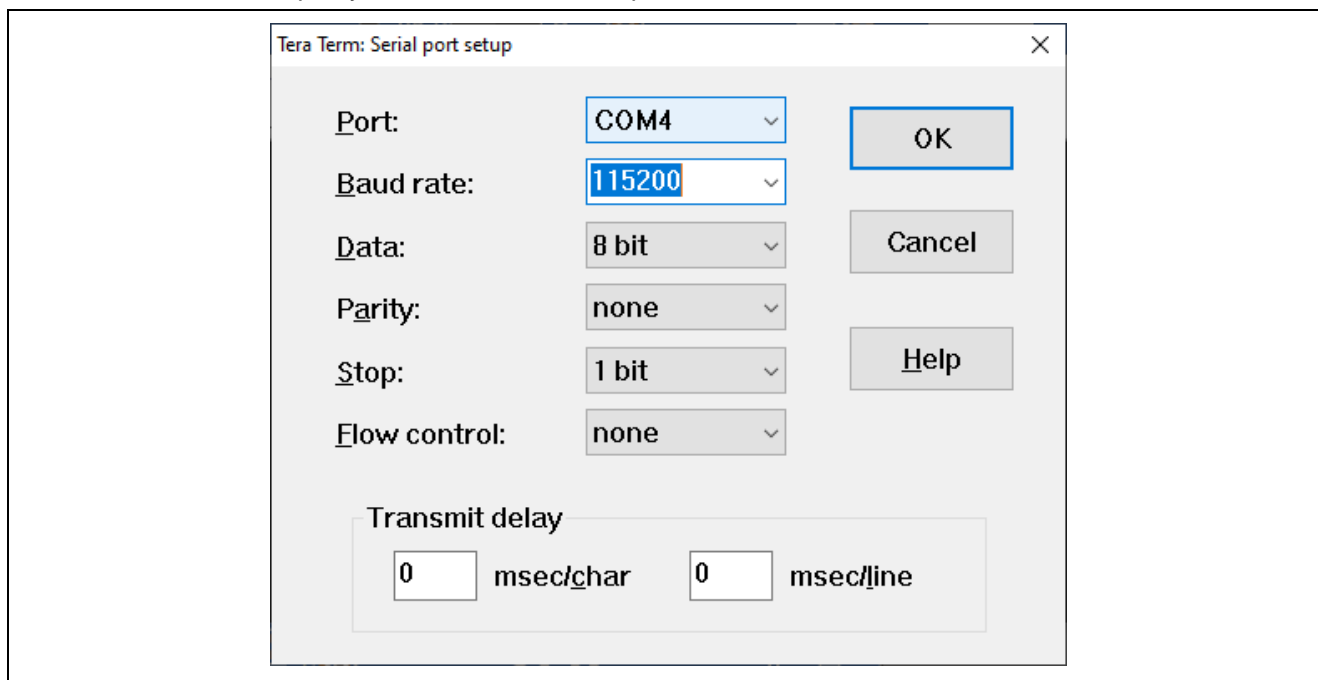 Tera Term: Serial port setup
Port: COM4 OK
Baud rate: 115200
Data: 8 bit Cancel
Parity: none
Stop: 1 bit Help
Flow control: none
Transmit delay
0 msec/char 0 msec/line